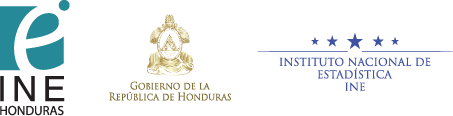 e
INE
HONDURAS
GOBIERNO DE LA
REPÚBLICA DE HONDURAS
INSTITUTO NACIONAL DE
ESTADÍSTICA
INE